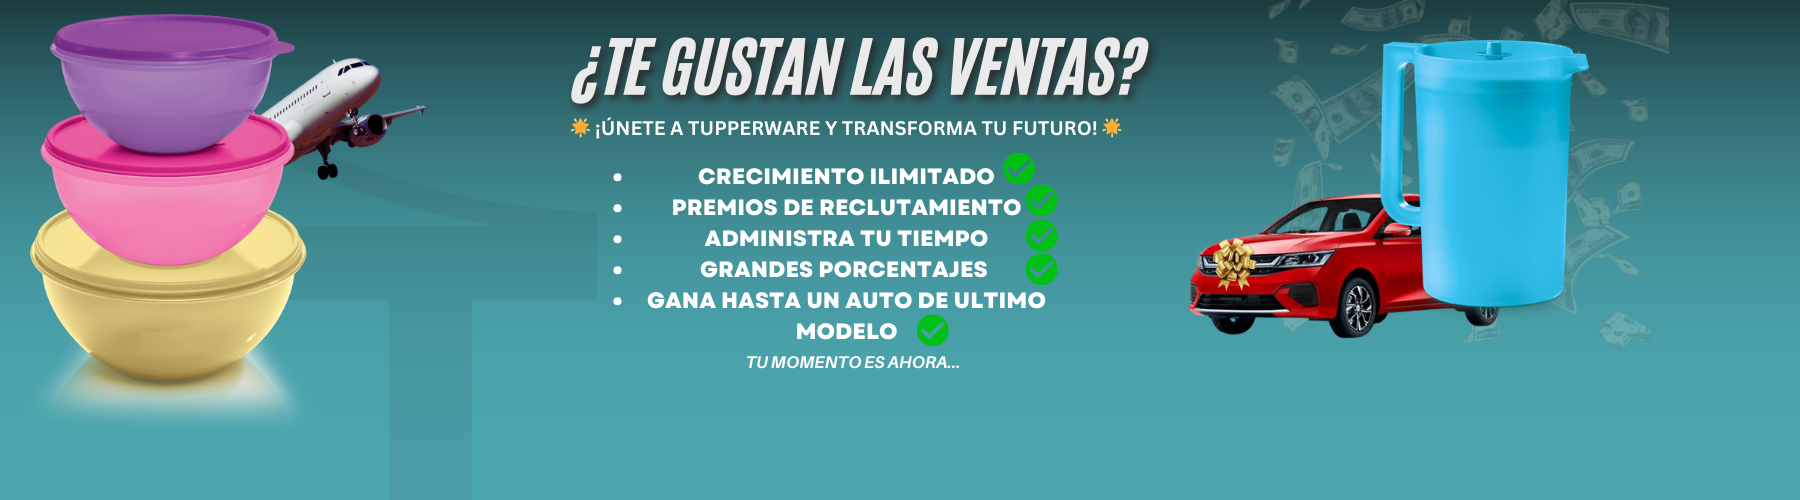 ¿TE GUSTAN LAS VENTAS?
🌟 ¡ÚNETE A TUPPERWARE Y TRANSFORMA TU FUTURO! 🌟
• CRECIMIENTO ILIMITADO ✅
• PREMIOS DE RECLUTAMIENTO ✅
• ADMINISTRA TU TIEMPO ✅
• GRANDES PORCENTAJES ✅
• GANA HASTA UN AUTO DE ULTIMO
MODELO ✅
TU MOMENTO ES AHORA...